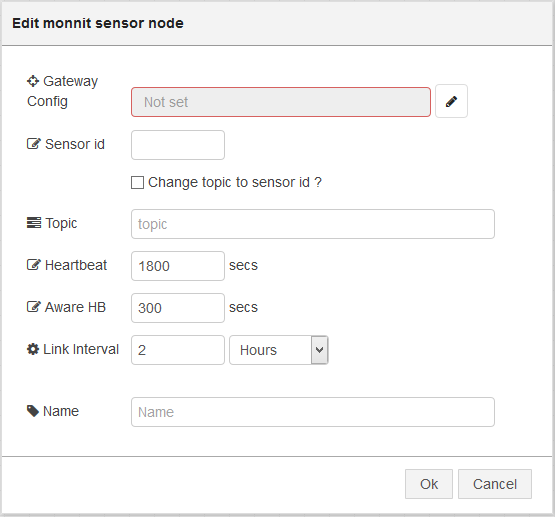 Edit monnit sensor node
Gateway
Config
Not set
Sensor id
Change topic to sensor id ?
Topic topic
Heartbeat 1800 secs
Aware HB 300 secs
Link Interval 2 Hours
Name Name
Ok Cancel